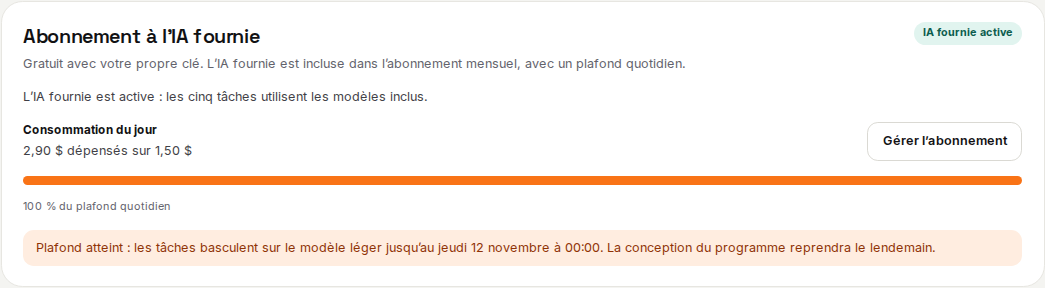 Abonnement à l’IA fournie
IA fournie active
Gratuit avec votre propre clé. L’IA fournie est incluse dans l’abonnement mensuel, avec un plafond quotidien.
L’IA fournie est active : les cinq tâches utilisent les modèles inclus.
Consommation du jour
2,90 $ dépensés sur 1,50 $
Gérer l’abonnement
100 % du plafond quotidien
Plafond atteint : les tâches basculent sur le modèle léger jusqu’au jeudi 12 novembre à 00:00. La conception du programme reprendra le lendemain.